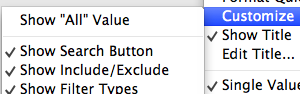 Show "All" Value
Show Search Button
Show Include/Exclude
Show Filter Types
Customize
Show Title
Edit Title...
Single Value